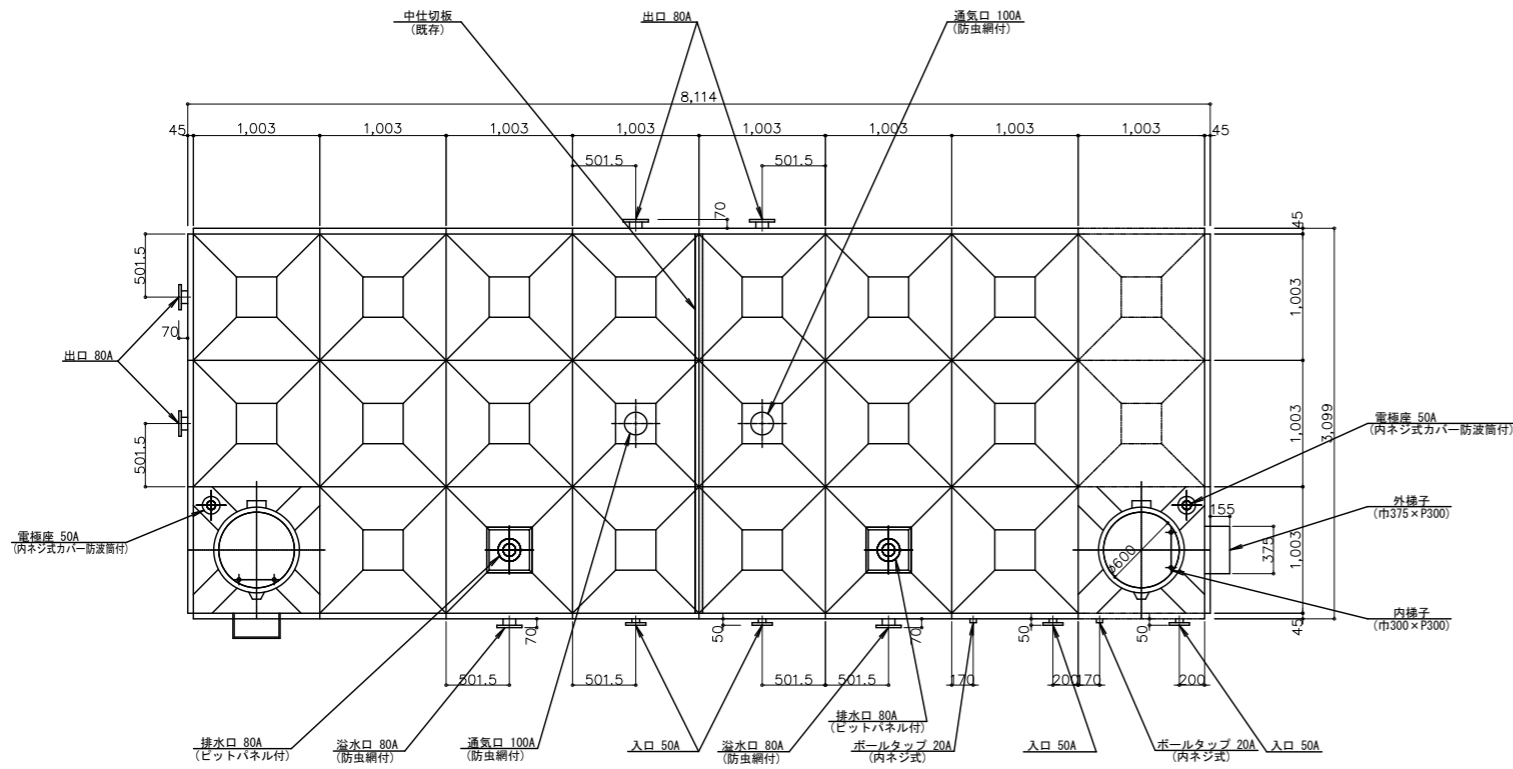 中仕切板
(既存)
出口 80A
通気口 100A
(防虫網付)
8,114
45
1,003
1,003
1,003
1,003
1,003
1,003
1,003
1,003
45
501.5
501.5
70
45
501.5
70
1,003
出口 80A
1,003
3,099
電極座 50A
(内ネジ式カバー防波筒付)
501.5
155
外梯子
(巾375×P300)
電極座 50A
(内ネジ式カバー防波筒付)
φ600
375
1,003
内梯子
(巾300×P300)
70
50
70
50
50
45
501.5
501.5
501.5
501.5
170
200
170
200
排水口 80A
(ピットパネル付)
溢水口 80A
(防虫網付)
通気口 100A
(防虫網付)
入口 50A
溢水口 80A
(防虫網付)
排水口 80A
(ピットパネル付)
ボールタップ 20A
(内ネジ式)
入口 50A
ボールタップ 20A
(内ネジ式)
入口 50A